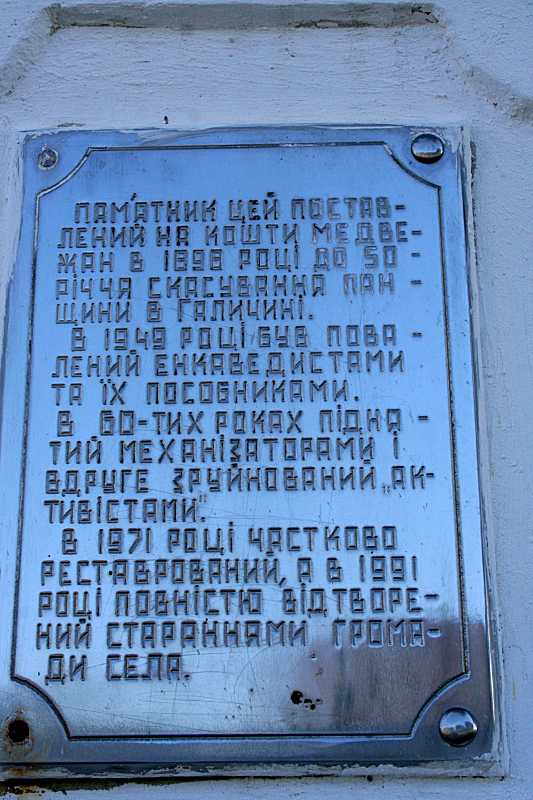 ПАМ'ЯТНИК ЦЕЙ ПОСТАВ-
ЛЕНИЙ НА КОШТИ МЕДВЕ-
ЖАН В 1898 РОЦІ ДО 50-
РІЧЧЯ СКАСУВАННЯ ПАН-
ЩИНИ В ГАЛИЧИНІ.
В 1949 РОЦІ БУВ ПОВА-
ЛЕНИЙ ЕНКАВЕДИСТАМИ
ТА ЇХ ПОСОБНИКАМИ.
В 60-ТИХ РОКАХ ПІДНЯ-
ТИЙ МЕХАНІЗАТОРАМИ І
ВДРУГЕ ЗРУЙНОВАНИЙ „АК-
ТИВІСТАМИ".
В 1971 РОЦІ ЧАСТКОВО
РЕСТАВРОВАНИЙ, А В 1991
РОЦІ ПОВНІСТЮ ВІДТВОРЕ-
НИЙ СТАРАННЯМИ ГРОМА-
ДИ СЕЛА.